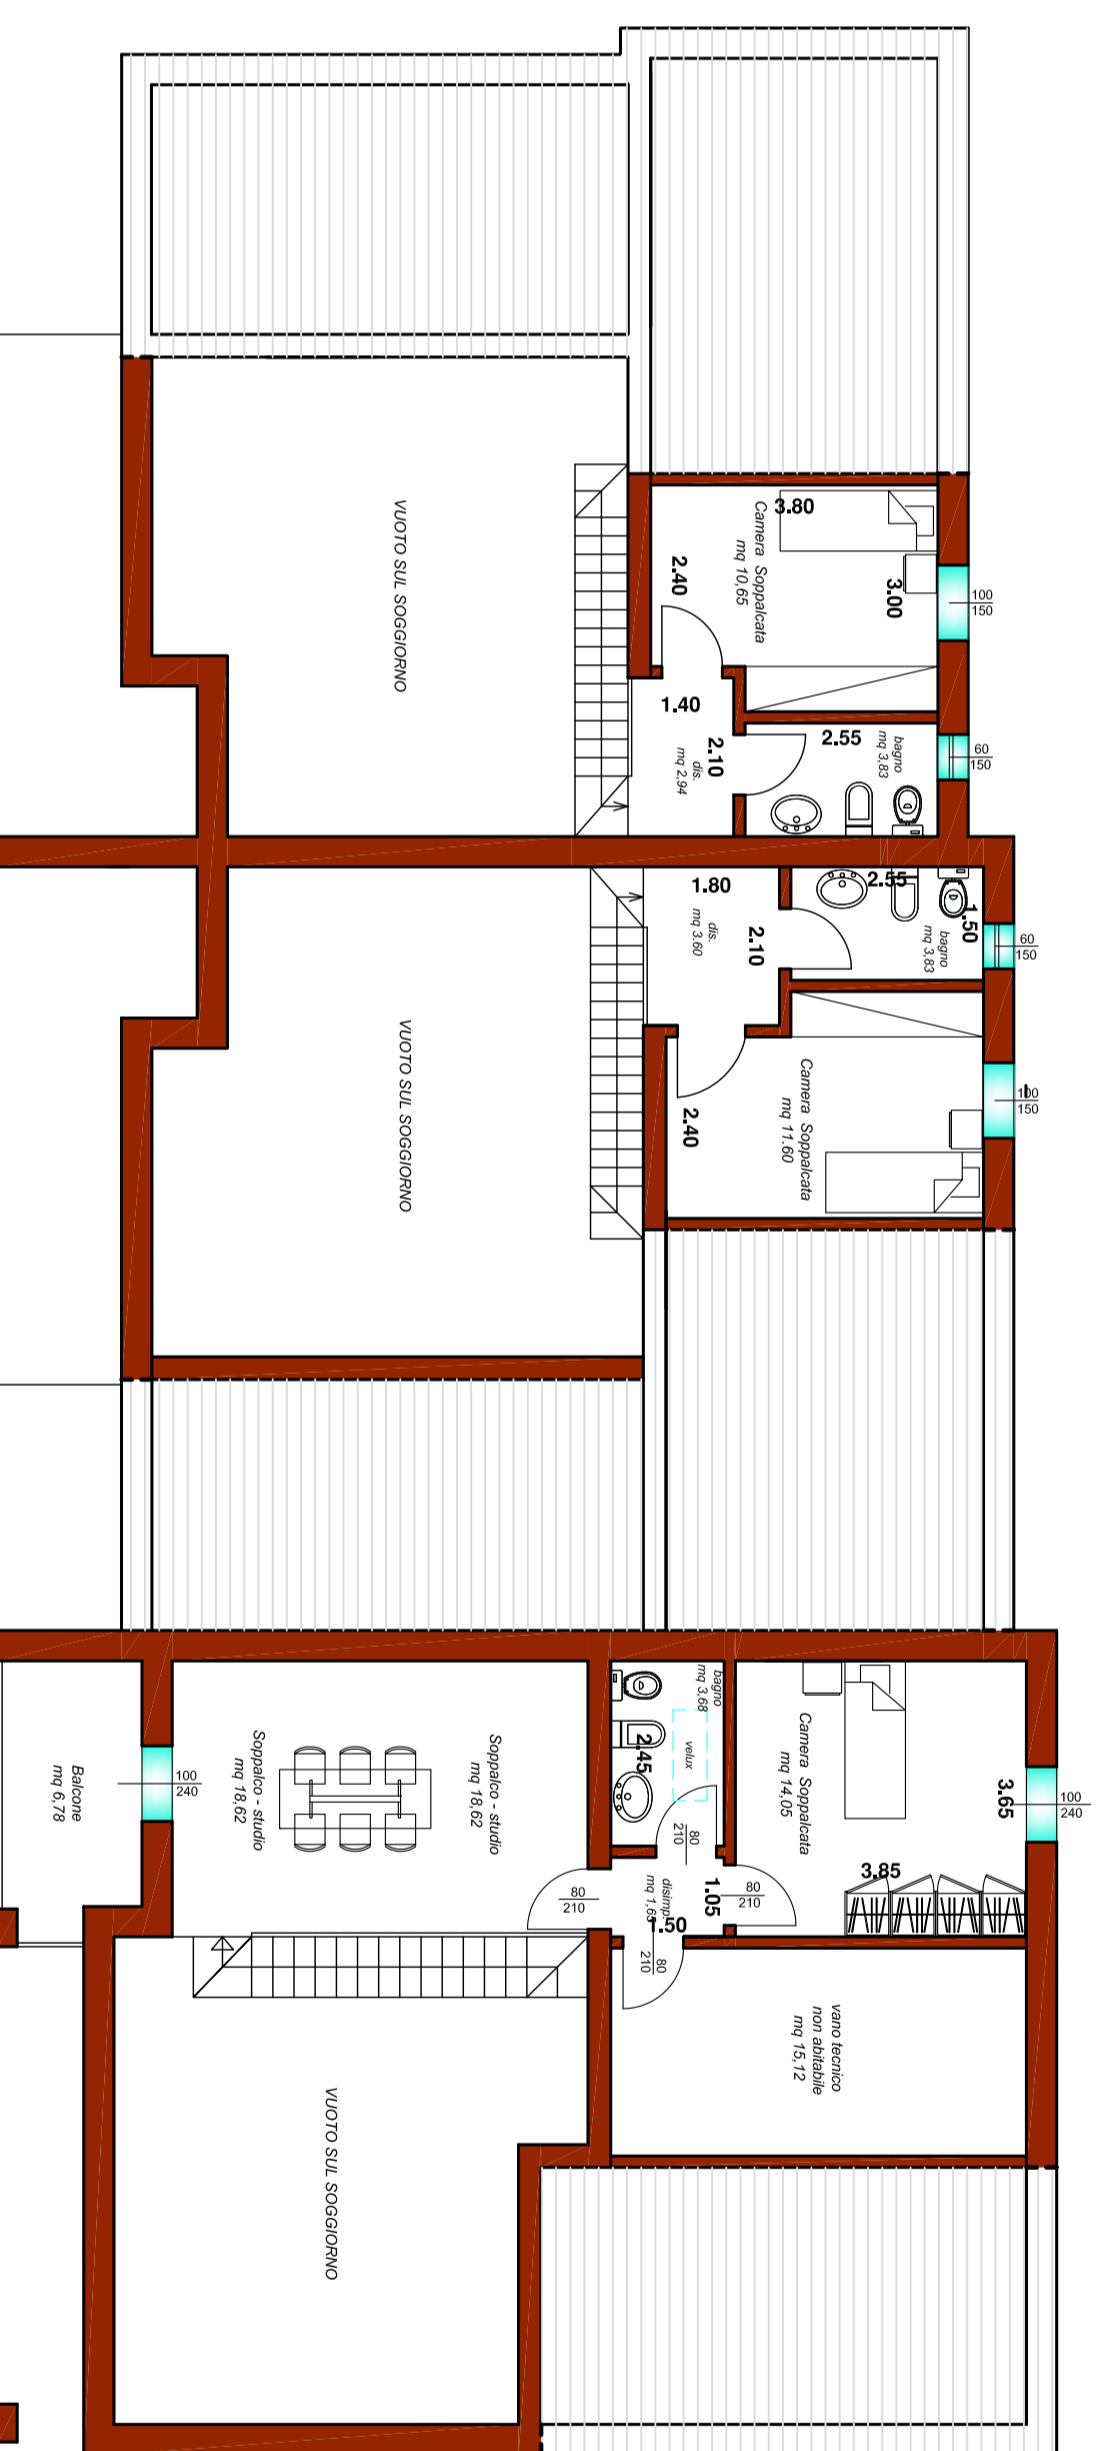 VUOTO SUL SOGGIORNO
3.80
Camera Soppalcata
mq 10,65
2.40
3.00
100
150
1.40
2.10
dis.
mq 2,94
2.55
bagno
mq 3,83
60
150
1.80
dis.
mq 3.60
2.10
2.55
1.50
bagno
mq 3,83
60
150
VUOTO SUL SOGGIORNO
Camera Soppalcata
mq 11.60
2.40
100
150
bagno
mq 3,68
velux
2.45
80
210
Camera Soppalcata
mq 14,05
3.65
100
240
3.85
Balcone
mq 6,78
100
240
Soppalco - studio
mq 18,62
Soppalco - studio
mq 18,62
80
210
disimp.
mq 1,65
1.50
1.05
80
210
80
210
vano tecnico
non abitabile
mq 15,12
VUOTO SUL SOGGIORNO